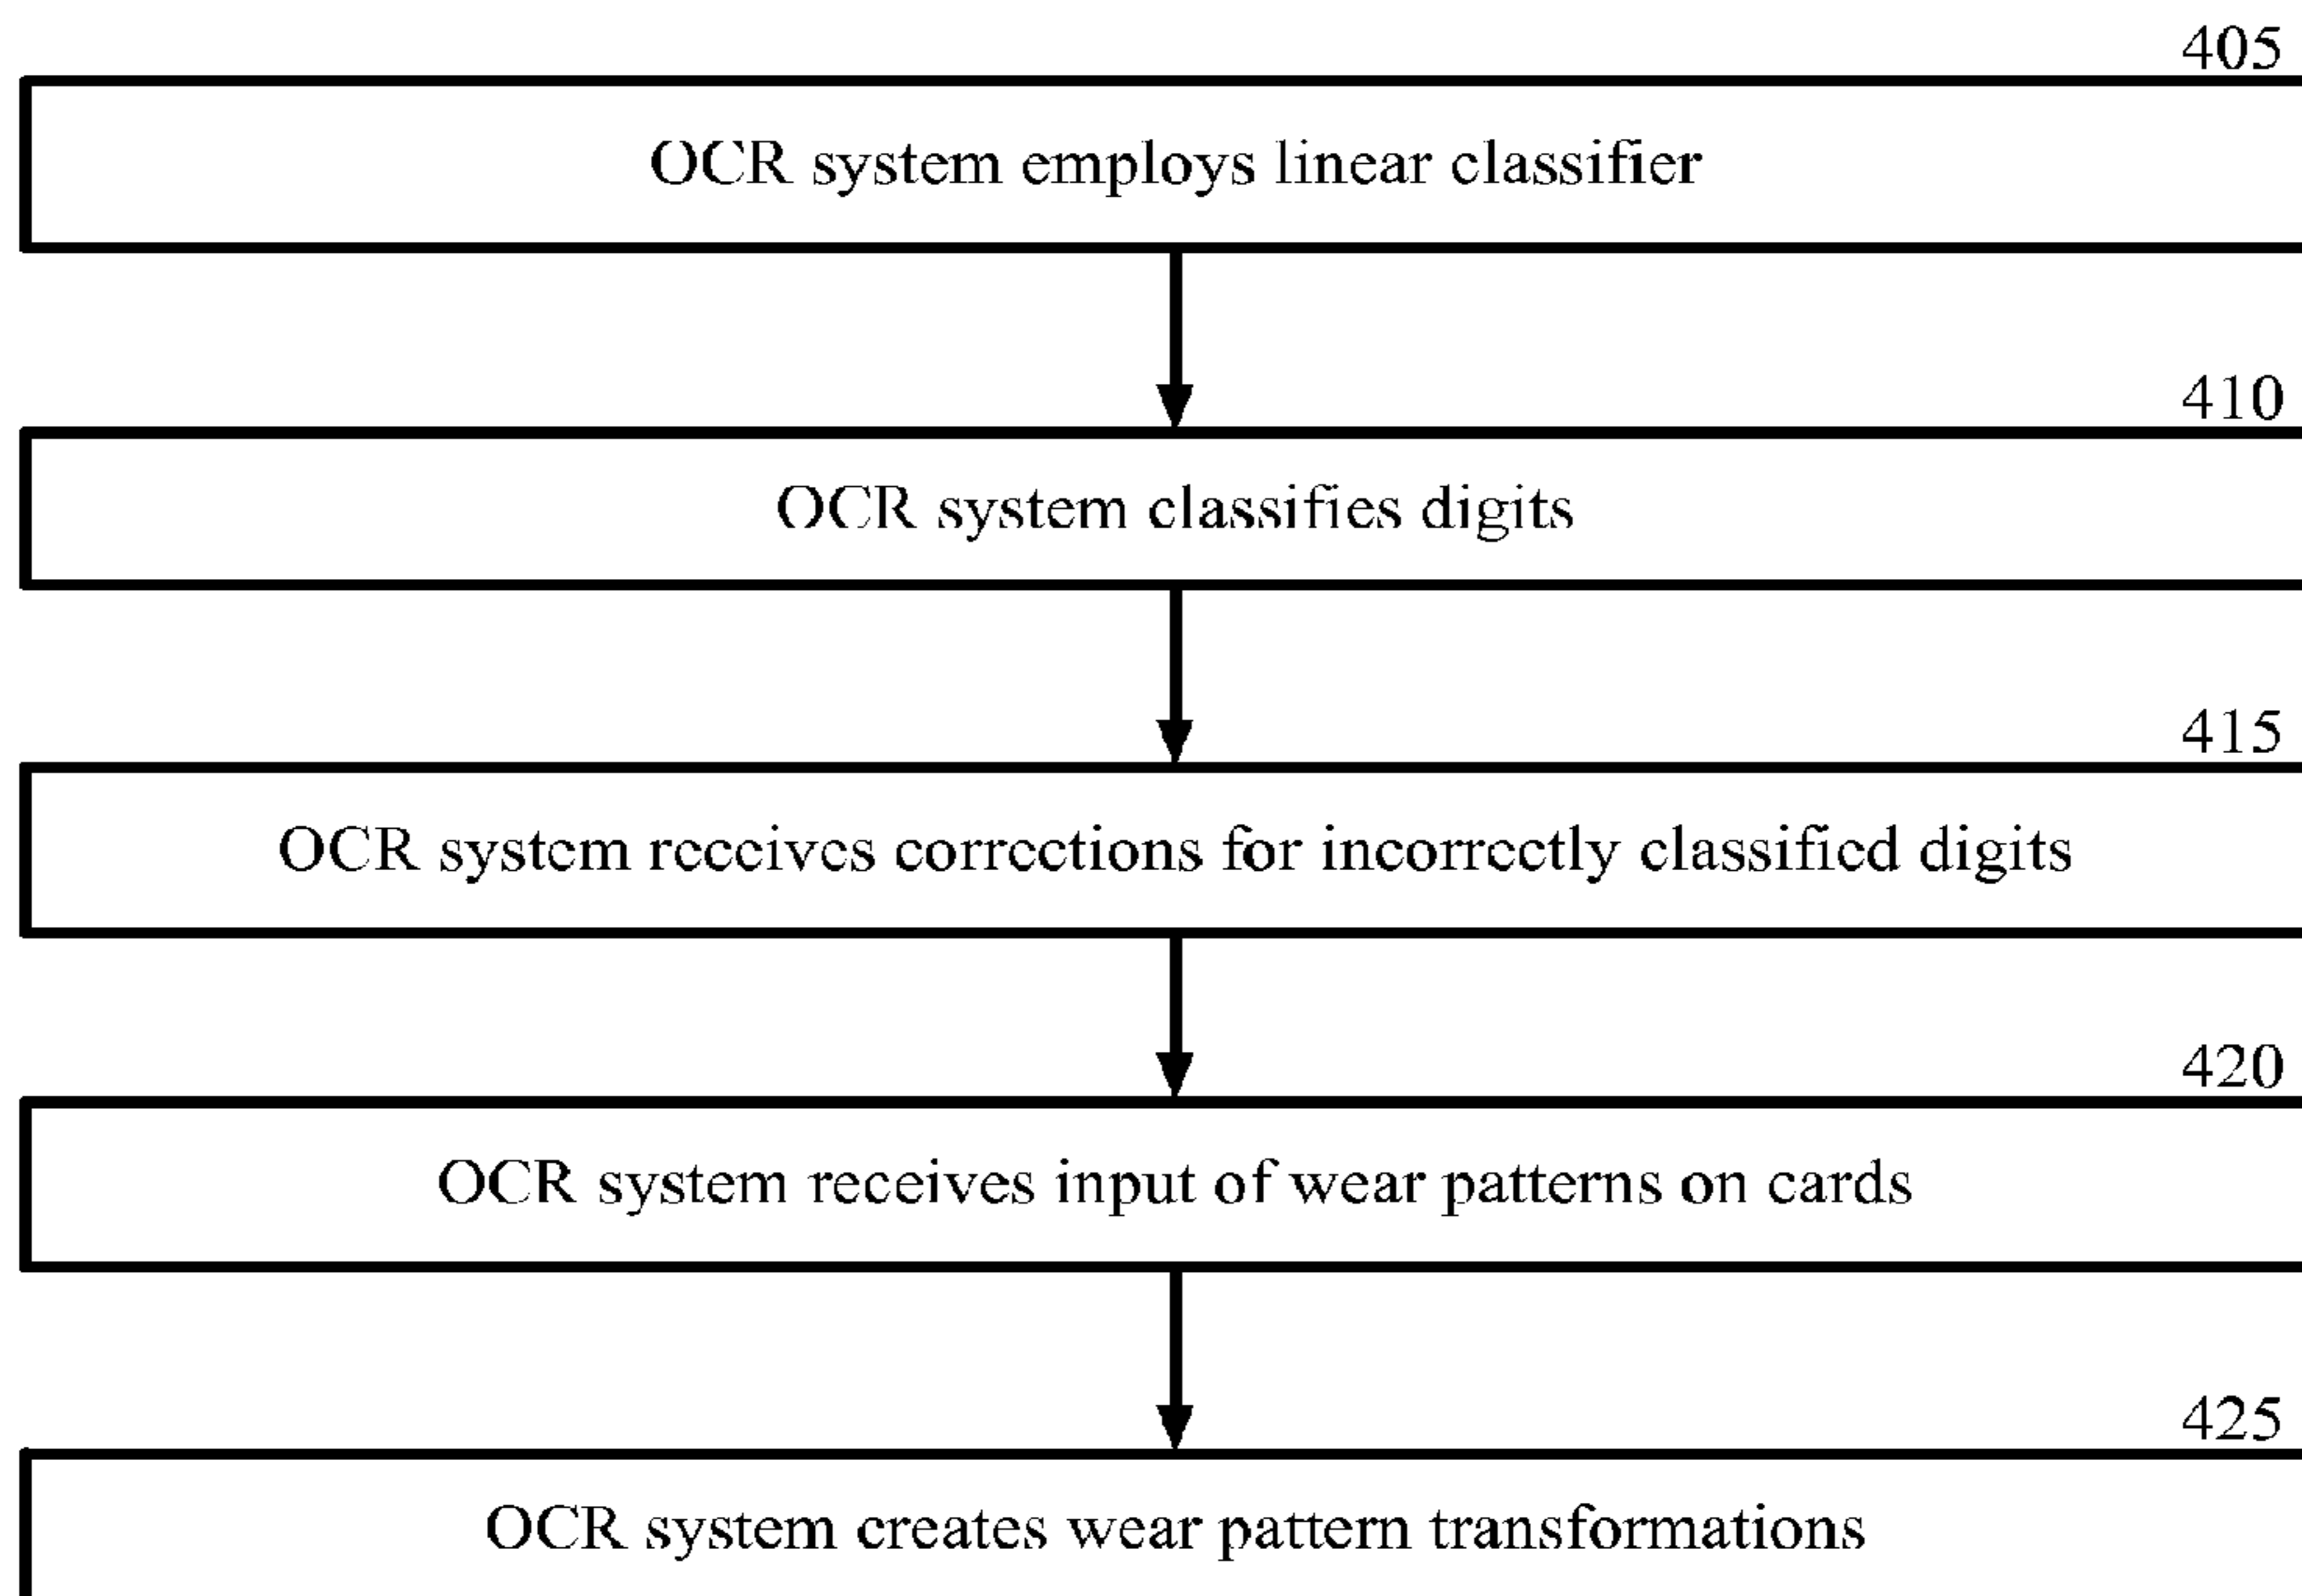 405
OCR system employs linear classifier
410
OCR system classifies digits
415
OCR system receives corrections for incorrectly classified digits
420
OCR system receives input of wear patterns on cards
425
OCR system creates wear pattern transformations